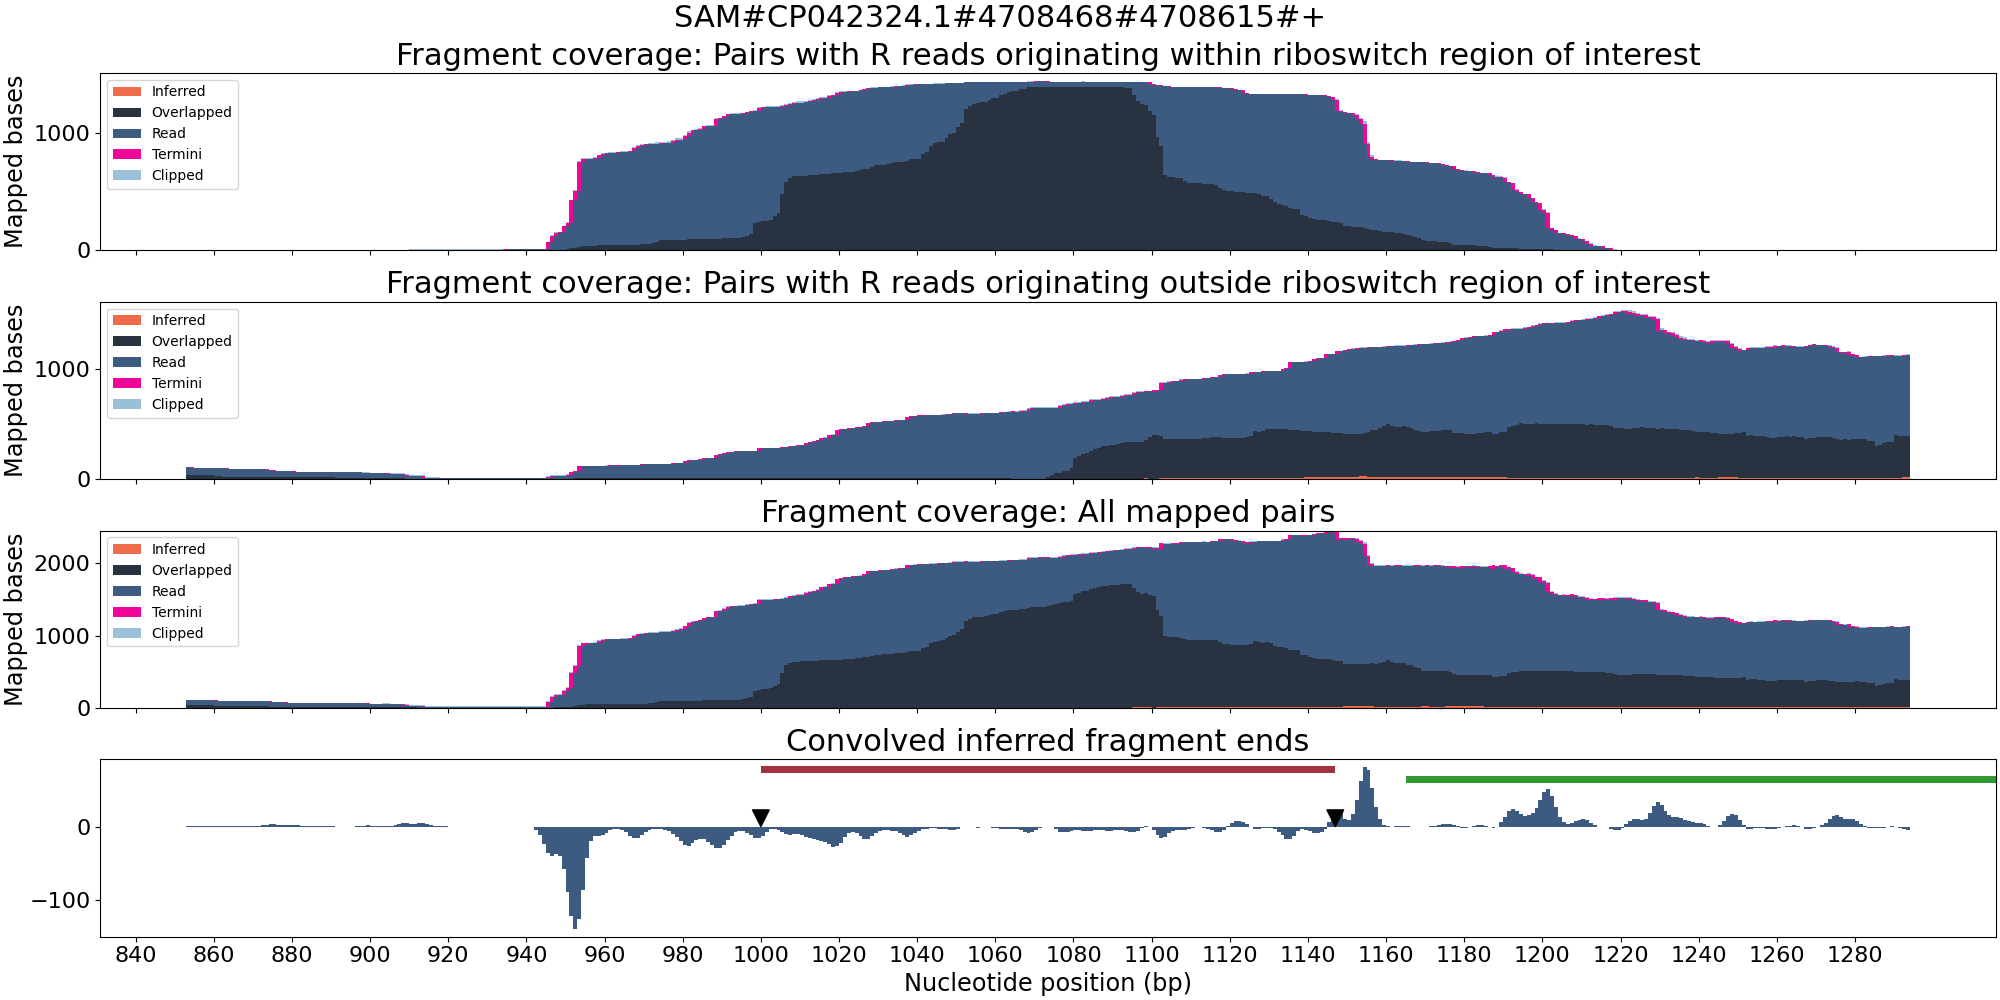 SAM#CP042324.1#4708468#4708615#+
Fragment coverage: Pairs with R reads originating within riboswitch region of interest
Mapped bases
1000
0
Inferred
Overlapped
Read
Termini
Clipped
Fragment coverage: Pairs with R reads originating outside riboswitch region of interest
Mapped bases
1000
0
Inferred
Overlapped
Read
Termini
Clipped
Fragment coverage: All mapped pairs
Mapped bases
2000
1000
0
Inferred
Overlapped
Read
Termini
Clipped
Convolved inferred fragment ends
0
−100
840 860 880 900 920 940 960 980 1000 1020 1040 1060 1080 1100 1120 1140 1160 1180 1200 1220 1240 1260 1280
Nucleotide position (bp)